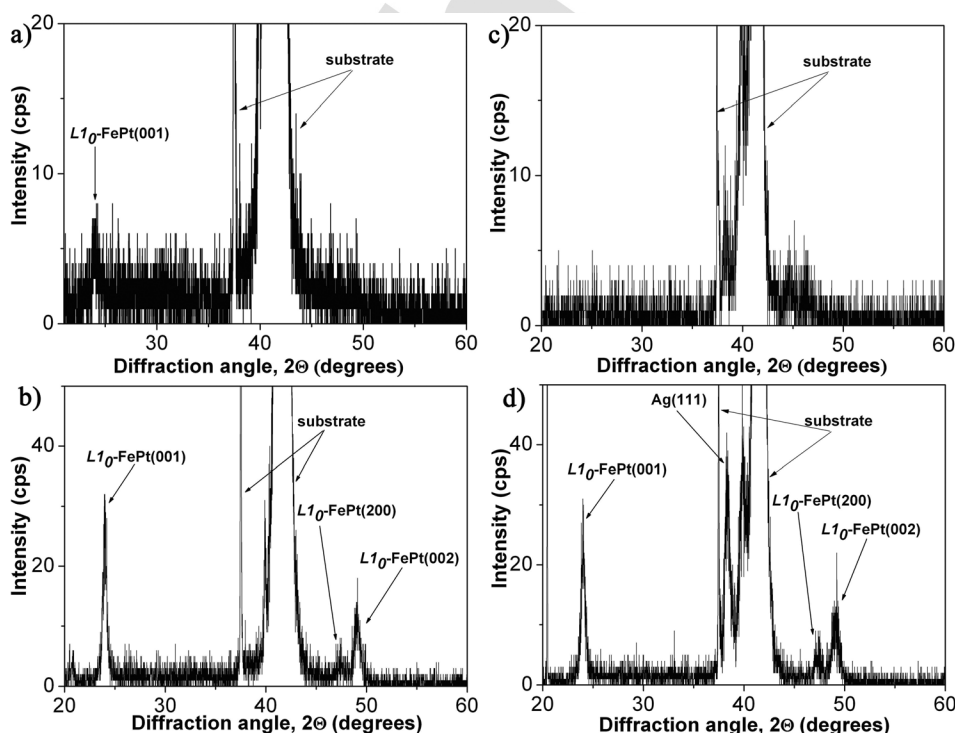 a)
20
10
0
Intensity (cps)
substrate
L10-FePt(001)
30 40 50 60
Diffraction angle, 2Θ (degrees)
c)
20
10
0
Intensity (cps)
substrate
20 30 40 50 60
Diffraction angle, 2Θ (degrees)
b)
40
20
0
Intensity (cps)
substrate
L10-FePt(001)
L10-FePt(200)
L10-FePt(002)
20 30 40 50 60
Diffraction angle, 2Θ (degrees)
d)
40
20
0
Intensity (cps)
Ag(111)
substrate
L10-FePt(001)
L10-FePt(200)
L10-FePt(002)
20 30 40 50 60
Diffraction angle, 2Θ (degrees)